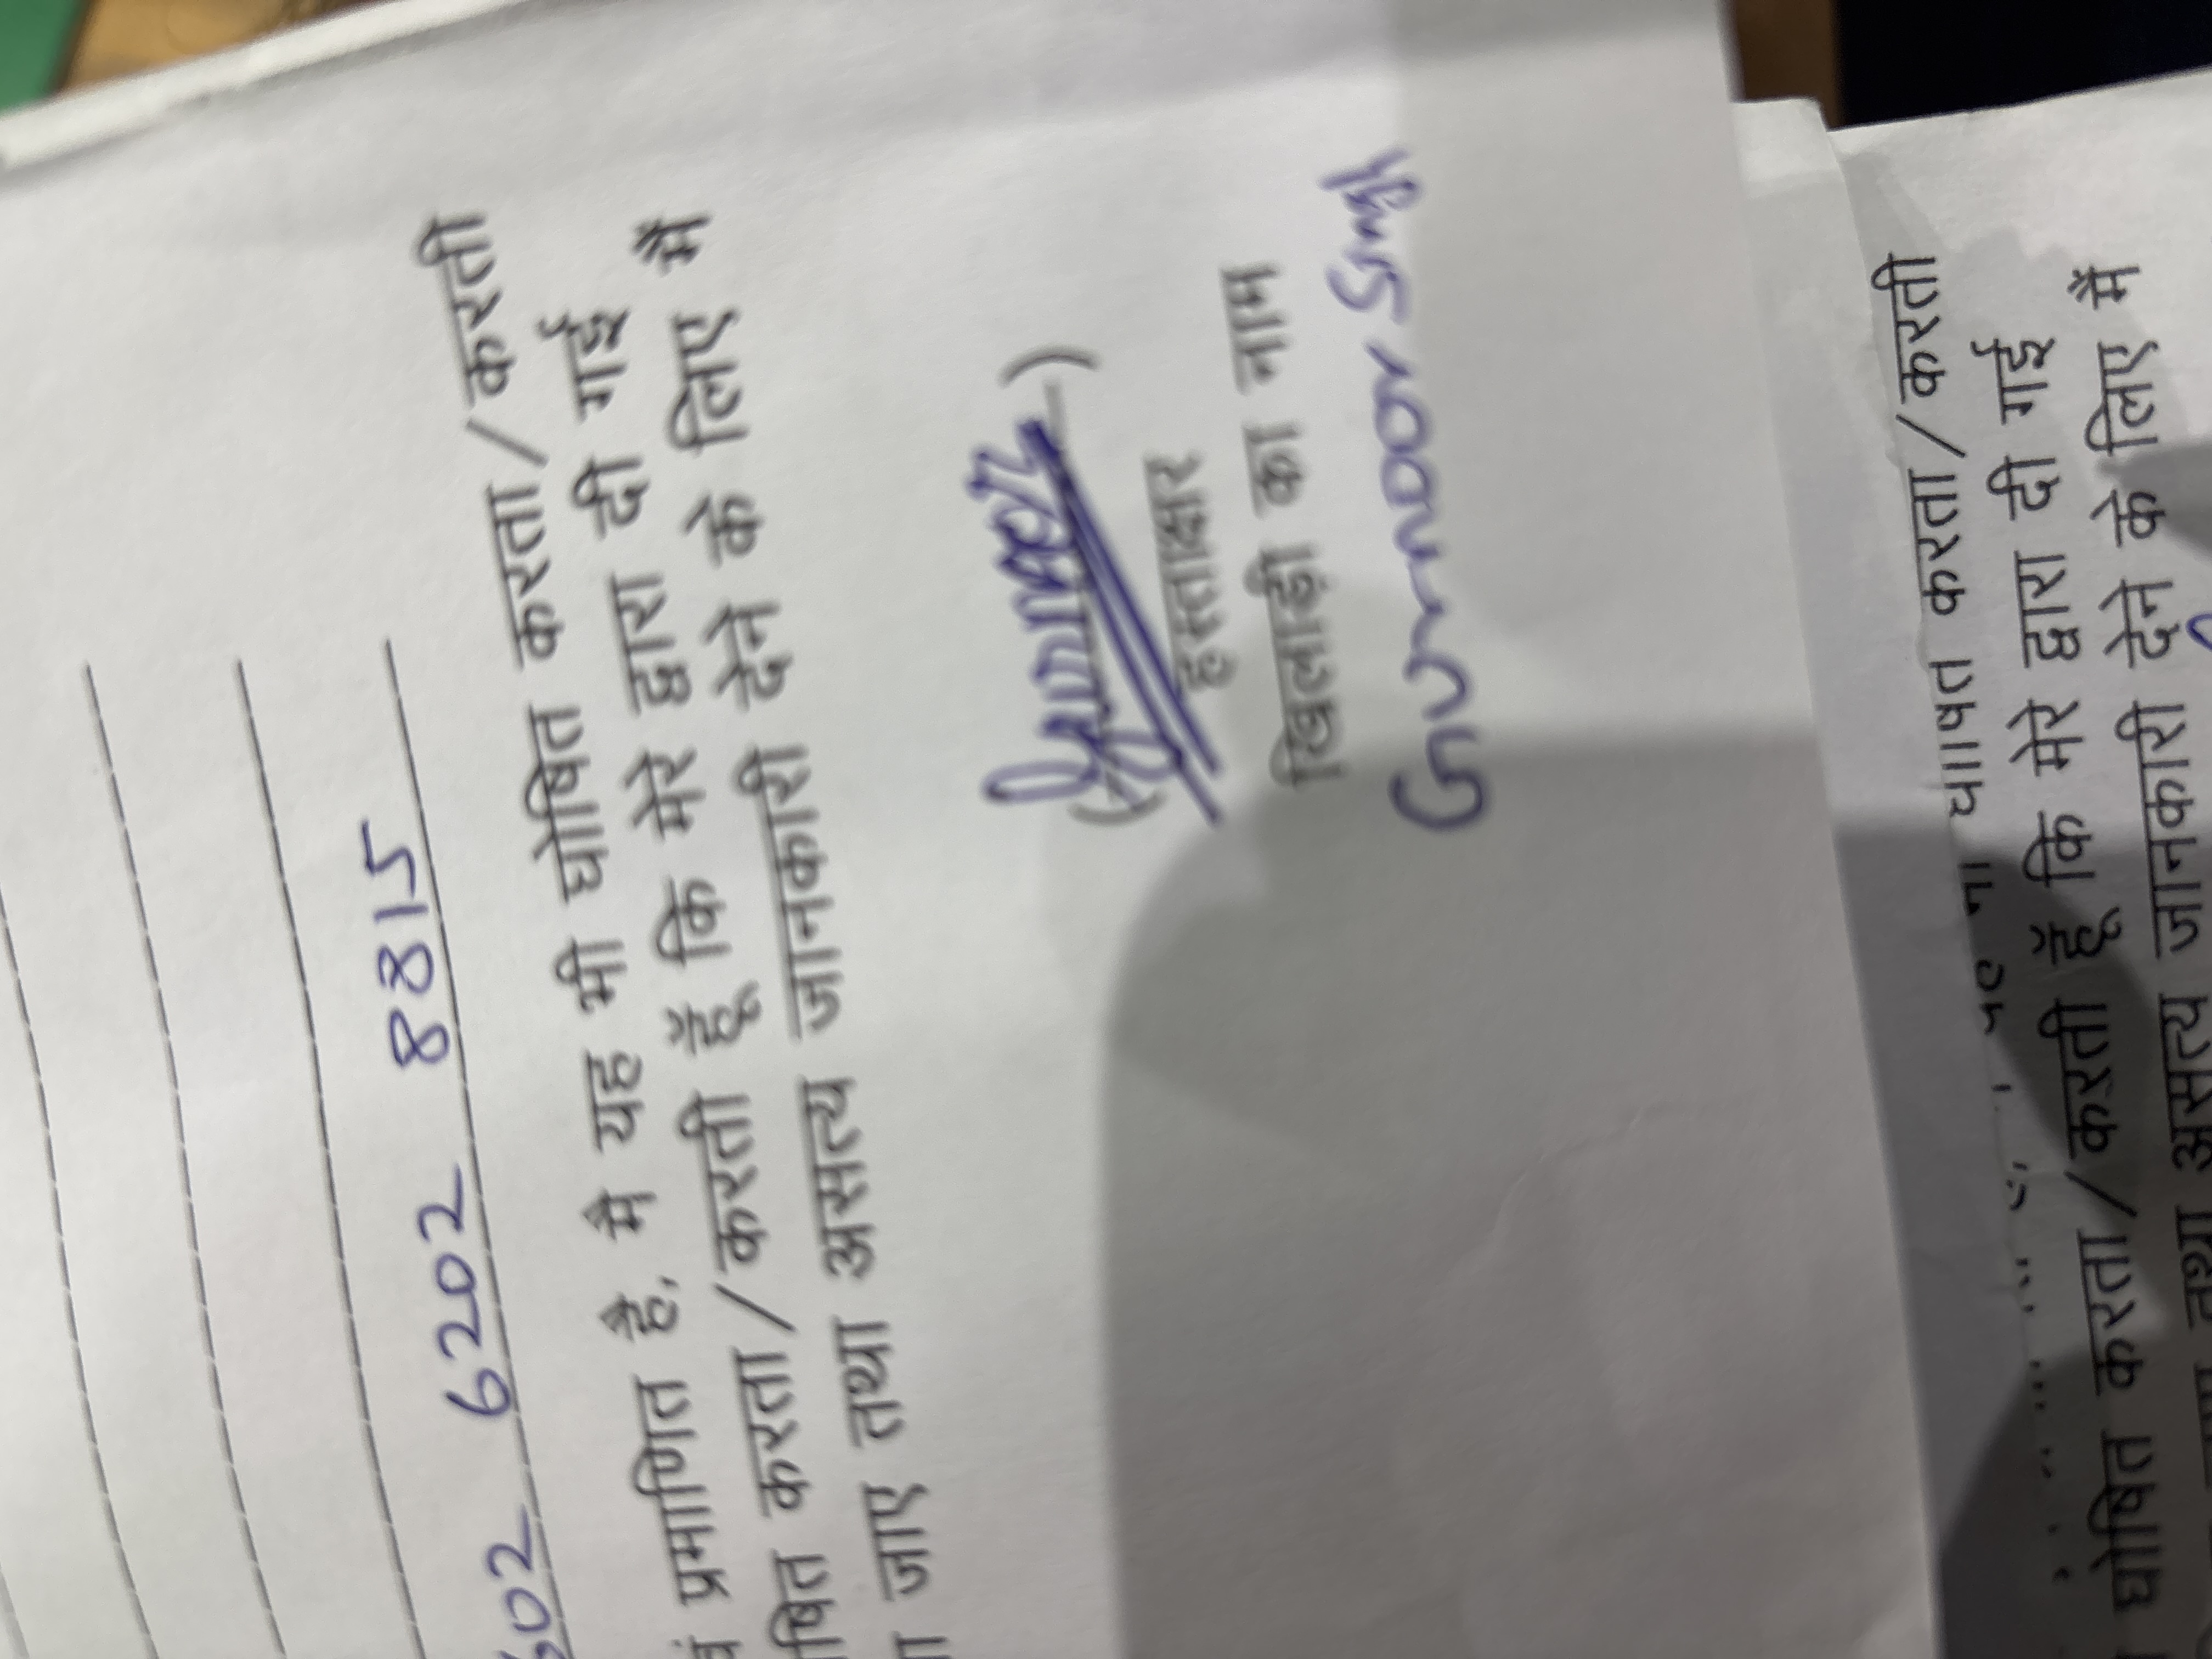 602 6202 8815
प्रमाणित है, मै यह भी घोषित करता/करती
षित करता/करती हूँ कि मेरे द्वारा दी गई
जाए तथा असत्य जानकारी देने के लिए मैं
( )
हस्ताक्षर
खिलाड़ी का नाम
Gurnoor Singh
करता/करती
घोषित करता/करती हूँ कि मेरे द्वारा दी गई
असत्य जानकारी देने के लिए मैं